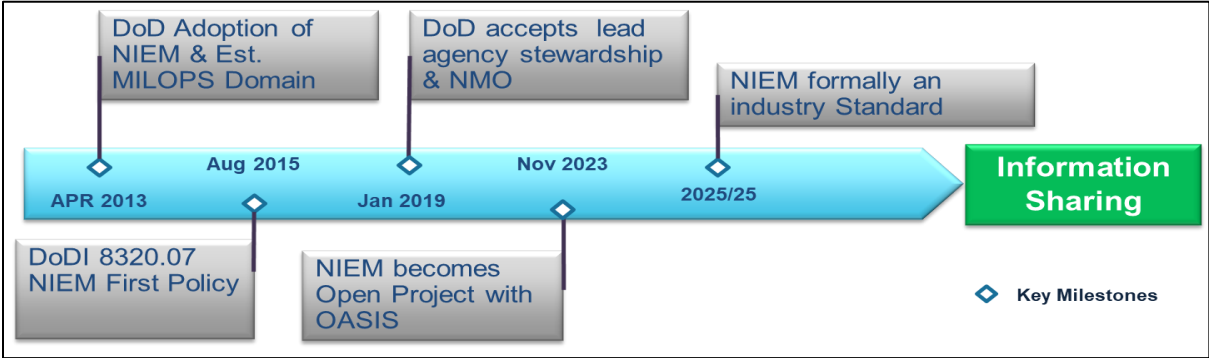 DoD Adoption of
NIEM & Est.
MILOPS Domain
DoD accepts lead
agency stewardship
& NMO
NIEM formally an
industry Standard
APR 2013
Aug 2015
Jan 2019
Nov 2023
2025/25
Information
Sharing
DoDI 8320.07
NIEM First Policy
NIEM becomes
Open Project with
OASIS
Key Milestones